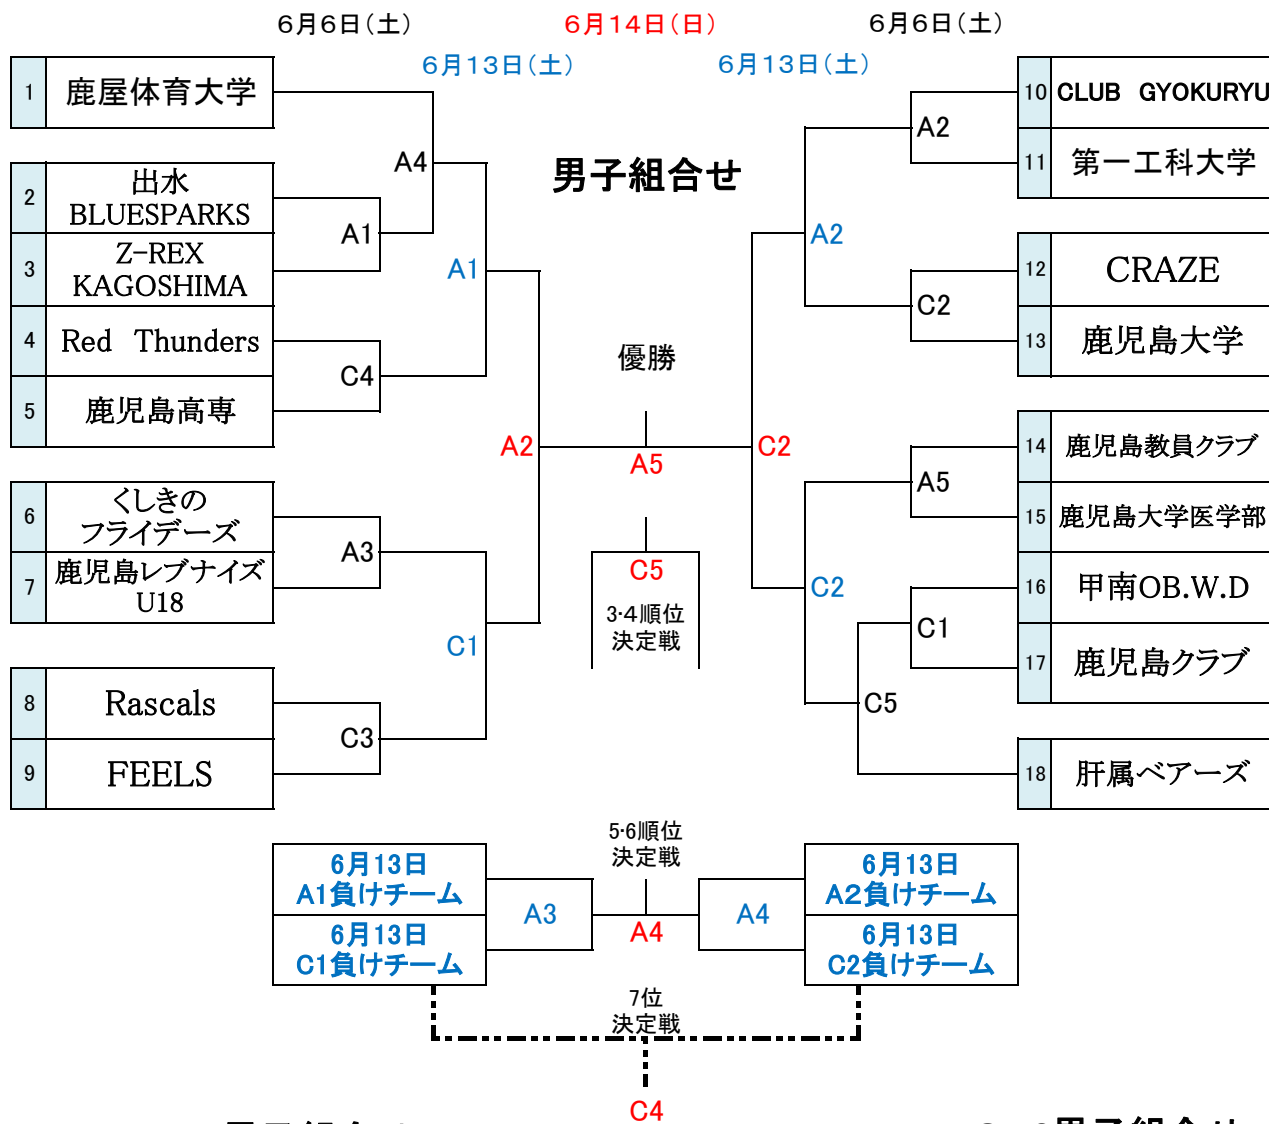 6月6日(土)
6月14日(日)
6月6日(土)
6月13日(土)
6月13日(土)
男子組合せ
1 鹿屋体育大学
2 出水
BLUESPARKS
3 Z-REX
KAGOSHIMA
4 Red Thunders
5 鹿児島高専
6 くしきの
フライデーズ
7 鹿児島レブナイズ
U18
8 Rascals
9 FEELS
A4
A1
C4
A3
C3
A1
C1
A2
優勝
A5
C5
3・4順位
決定戦
C2
A2
C2
A2
C2
A5
C1
C5
10 CLUB GYOKURYU
11 第一工科大学
12 CRAZE
13 鹿児島大学
14 鹿児島教員クラブ
15 鹿児島大学医学部
16 甲南OB.W.D
17 鹿児島クラブ
18 肝属ベアーズ
5・6順位
決定戦
6月13日
A1負けチーム
6月13日
C1負けチーム
A3
A4
A4
6月13日
A2負けチーム
6月13日
C2負けチーム
7位
決定戦
C4